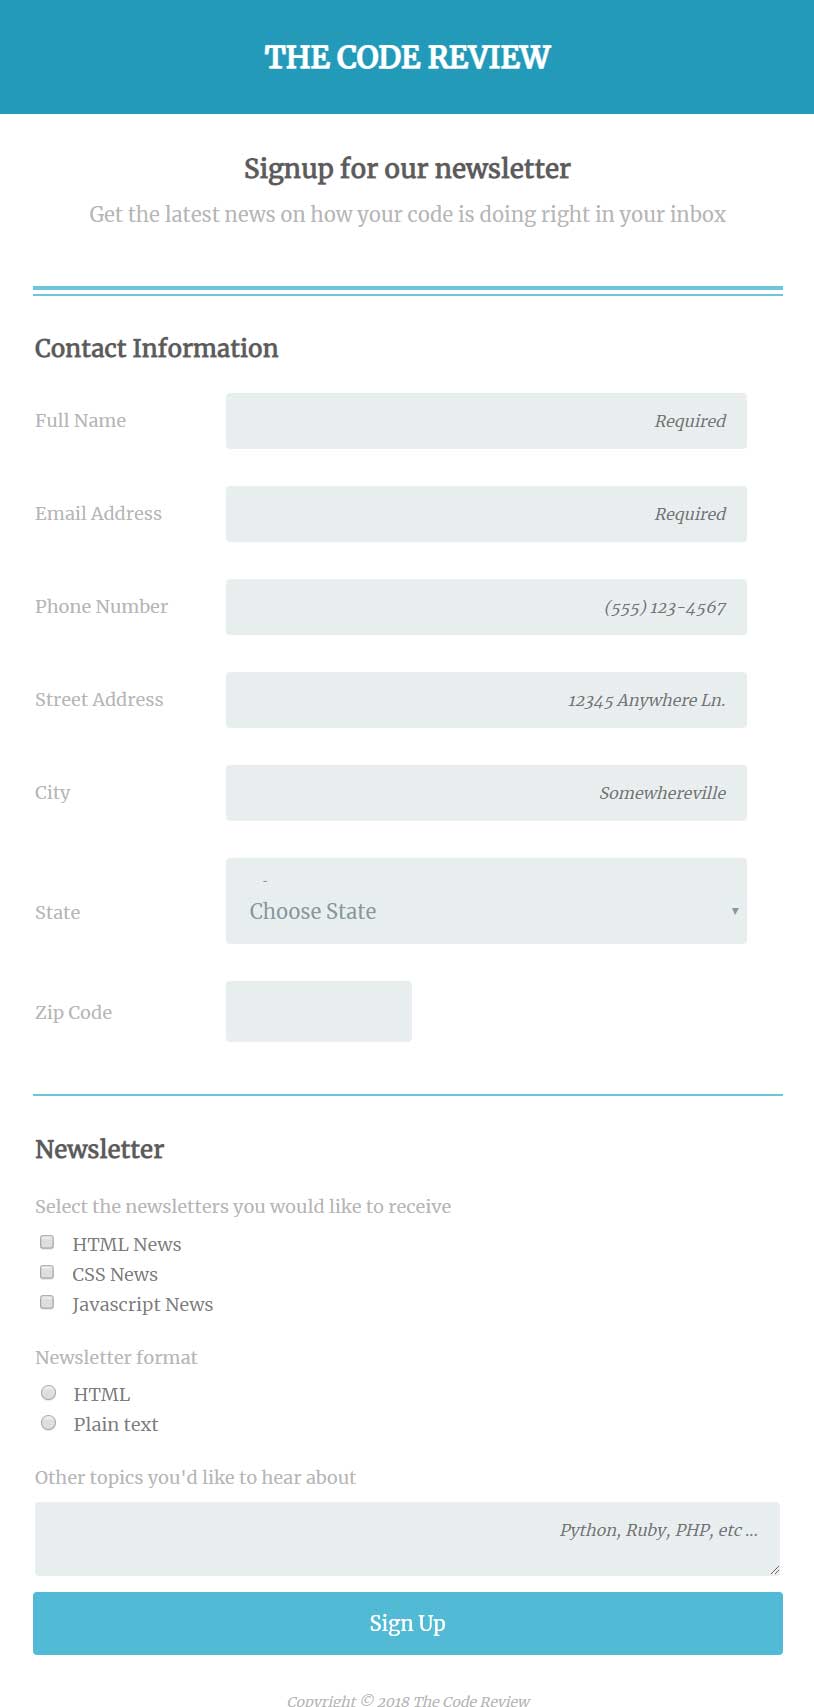 THE CODE REVIEW
Signup for our newsletter
Get the latest news on how your code is doing right in your inbox
Contact Information
Full Name
Required
Email Address
Required
Phone Number
(555) 123-4567
Street Address
12345 Anywhere Ln.
City
Somewhereville
-
State
Choose State
Zip Code
Newsletter
Select the newsletters you would like to receive
HTML News
CSS News
Javascript News
Newsletter format
HTML
Plain text
Other topics you'd like to hear about
Python, Ruby, PHP, etc ...
Sign Up
Copyright © 2018 The Code Review